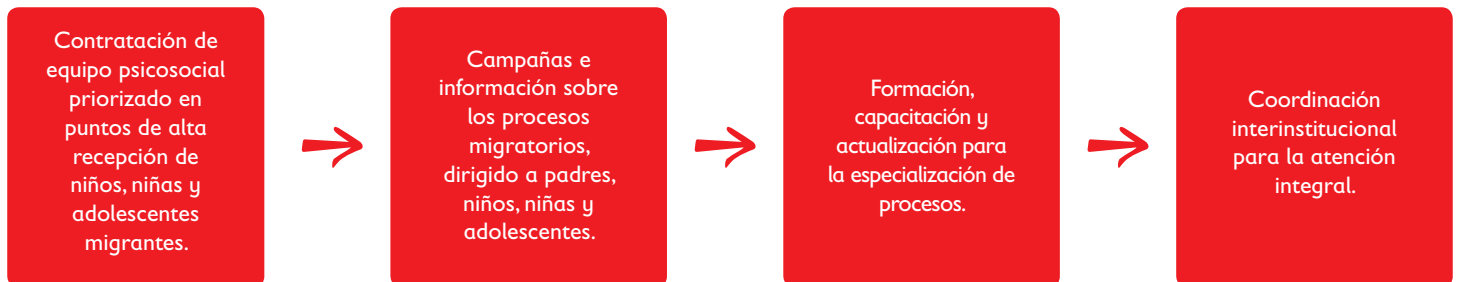 Contratación de
equipo psicosocial
priorizado en
puntos de alta
recepción de
niños, niñas y
adolescentes
migrantes.
Campañas e
información sobre
los procesos
migratorios,
dirigido a padres,
niños, niñas y
adolescentes.
Formación,
capacitación y
actualización para
la especialización de
procesos.
Coordinación
interinstitucional
para la atención
integral.